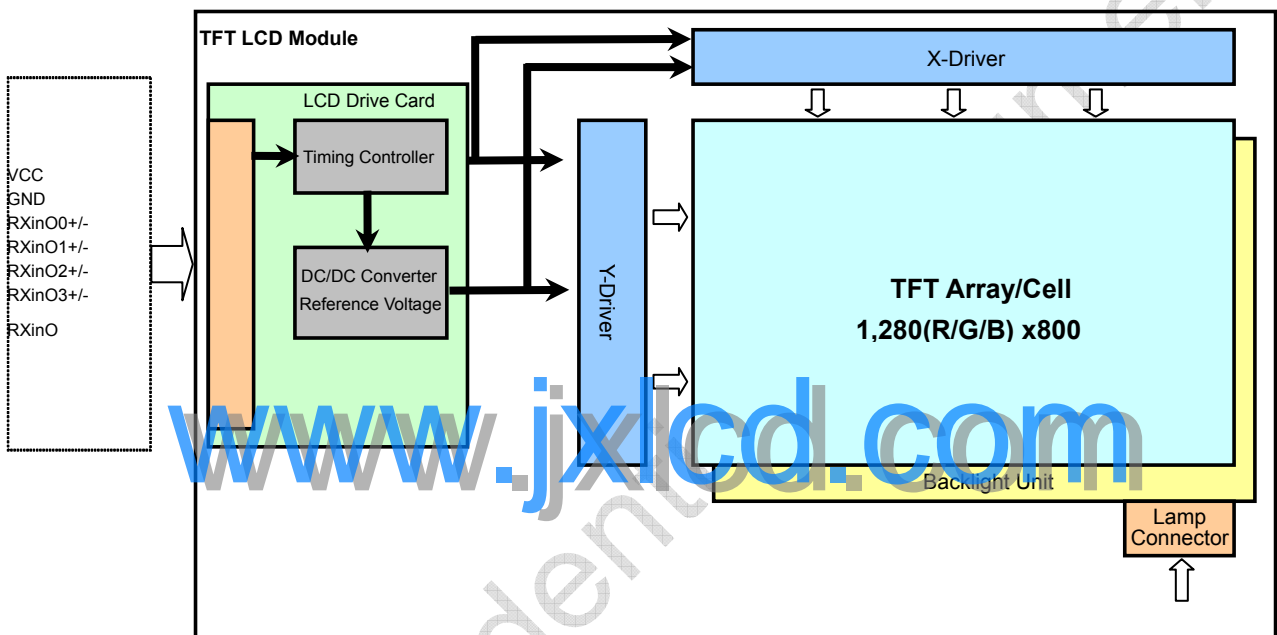 TFT LCD Module
X-Driver
LCD Drive Card
Timing Controller
VCC
GND
RXinO0+/-
RXinO1+/-
RXinO2+/-
RXinO3+/-
RXinO
DC/DC Converter
Reference Voltage
Y-Driver
TFT Array/Cell
1,280(R/G/B) x800
www.jxlcd.com
Backlight Unit
Lamp
Connector